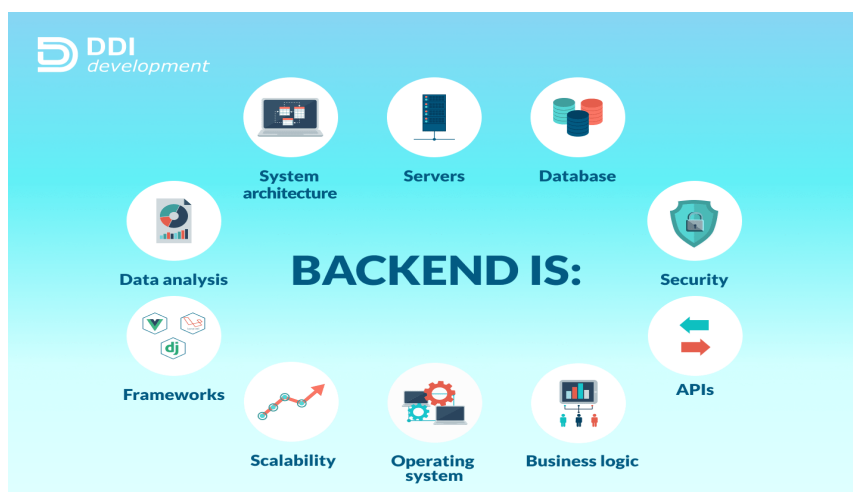 DDI
development
System
architecture
Servers
Database
Data analysis
BACKEND IS:
Security
dj
Frameworks
APIs
Scalability
Operating
system
Business logic